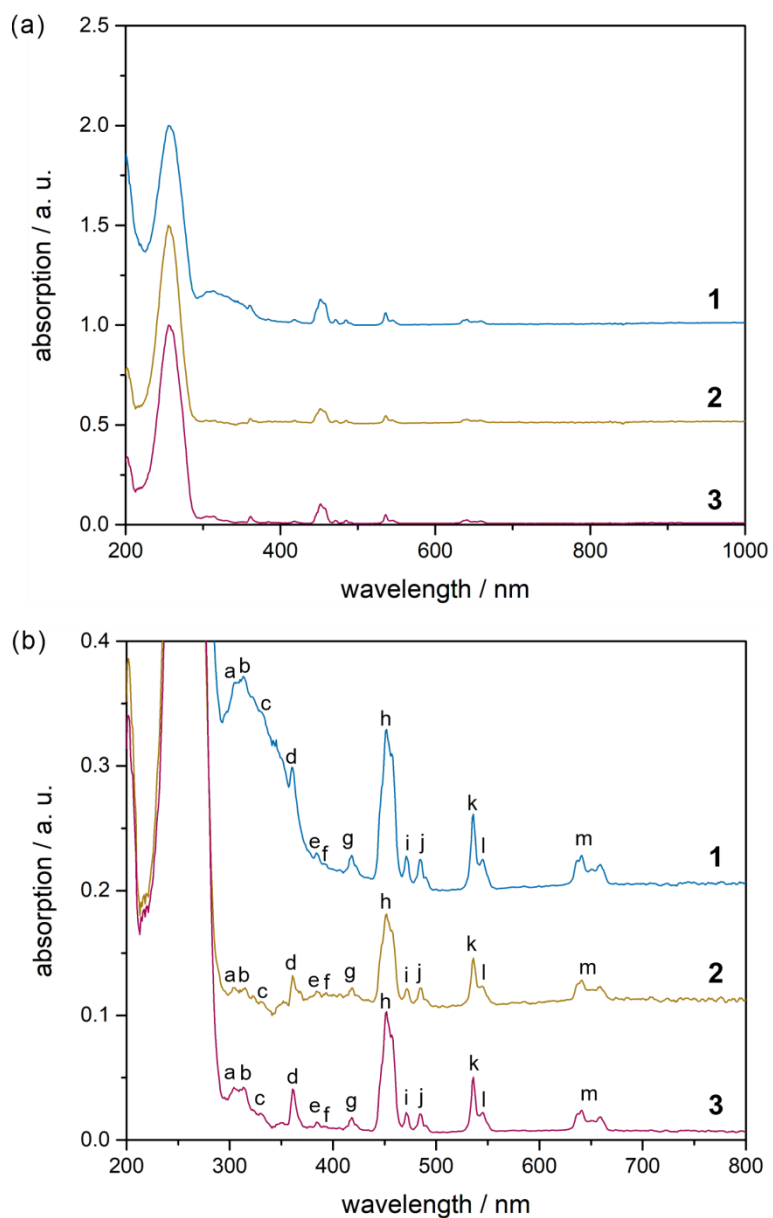 (a)
2.5
2.0
1.5
1.0
0.5
0.0
absorption / a. u.
1
2
3
200 400 600 800 1000
wavelength / nm
(b)
0.4
0.3
0.2
0.1
0.0
absorption / a. u.
a b c d e f g h i j k l m
1
a b c d e f g h i j k l m
2
a b c d e f g h i j k l m
3
200 300 400 500 600 700 800
wavelength / nm